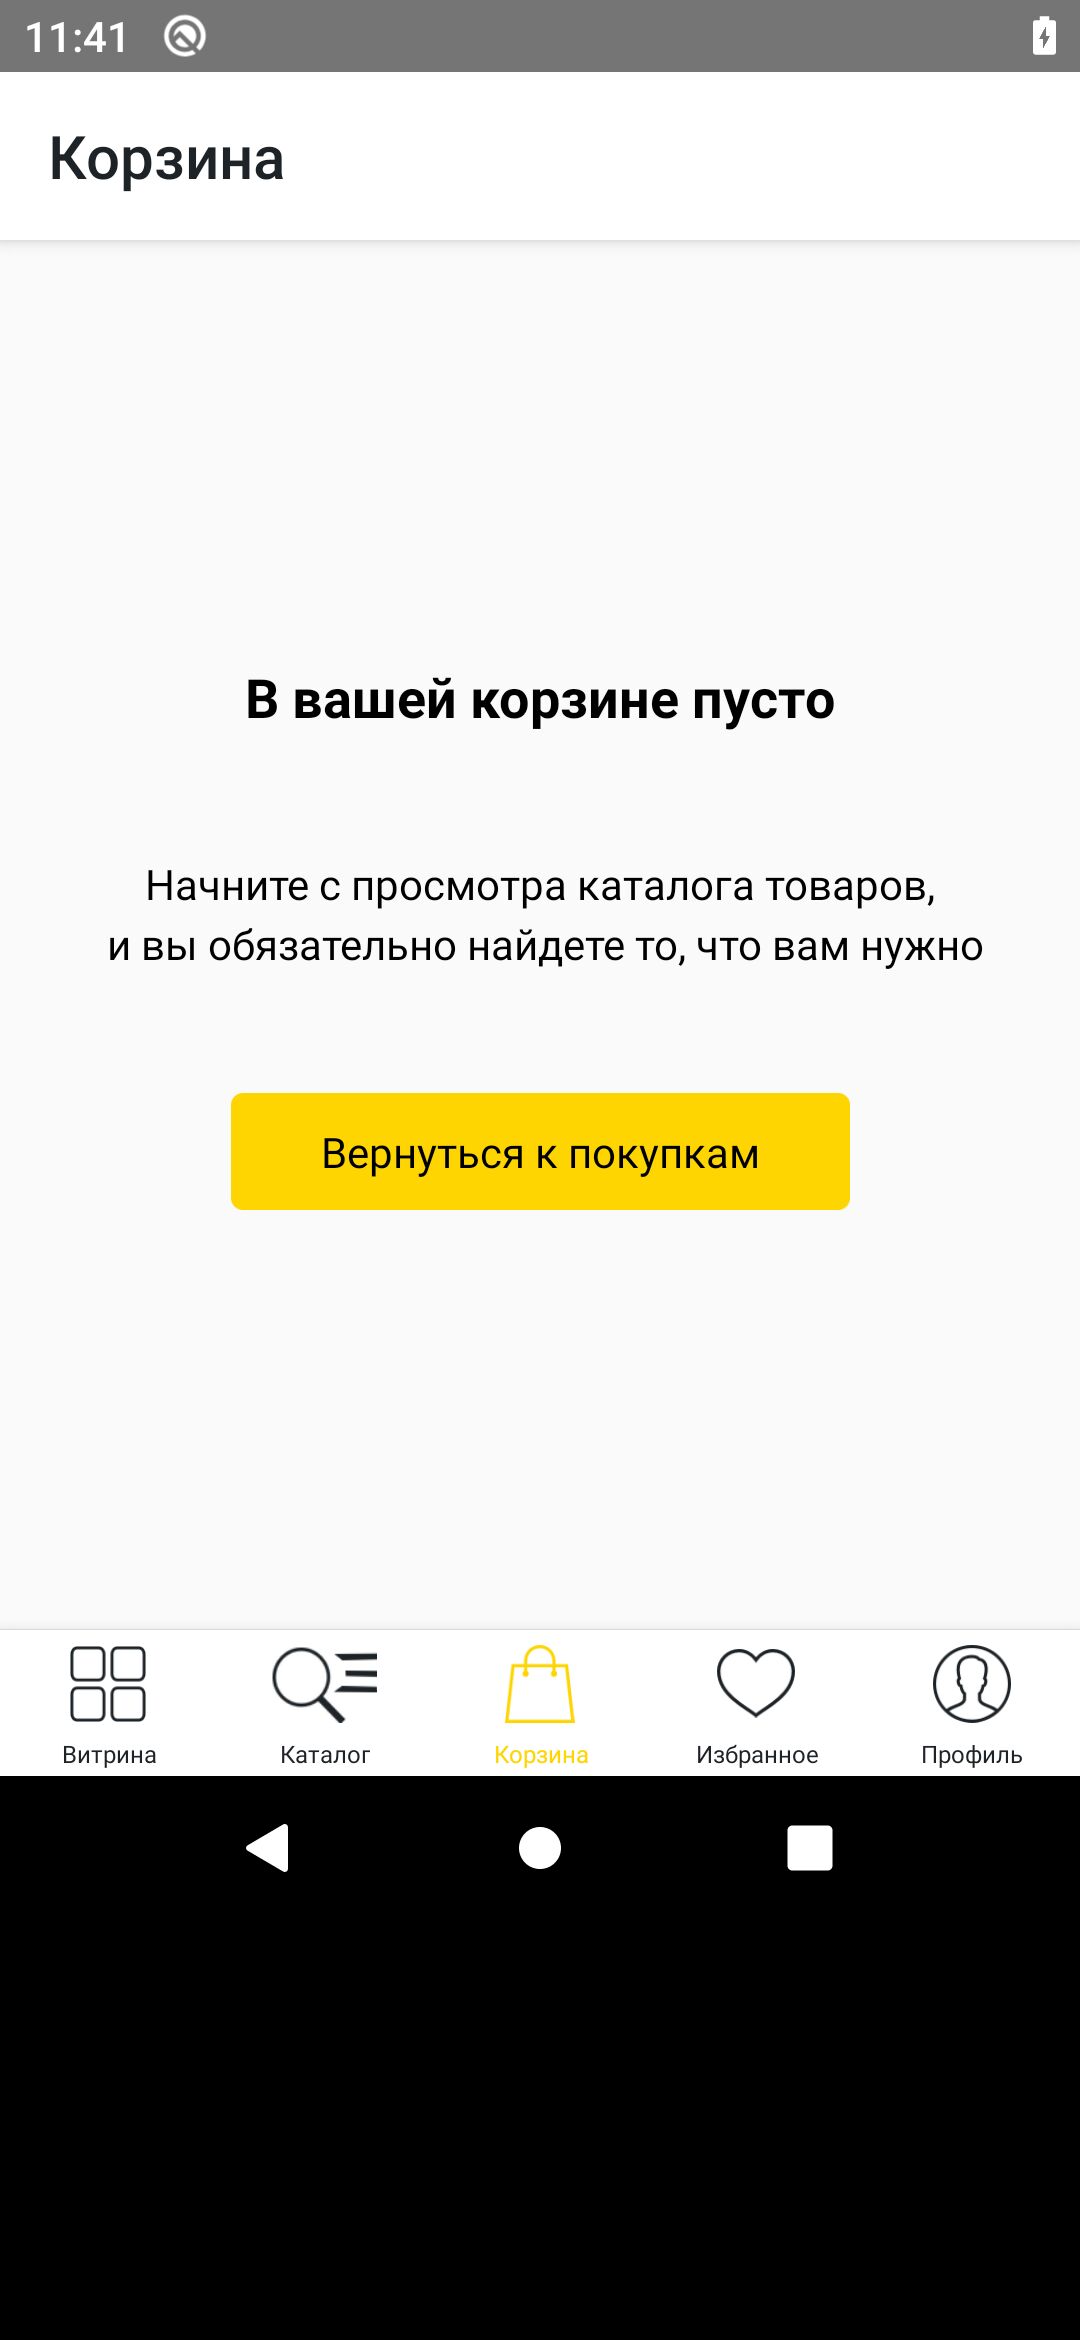 11:41
Корзина
В вашей корзине пусто
Начните с просмотра каталога товаров,
и вы обязательно найдете то, что вам нужно
Вернуться к покупкам
Витрина
Каталог
Корзина
Избранное
Профиль